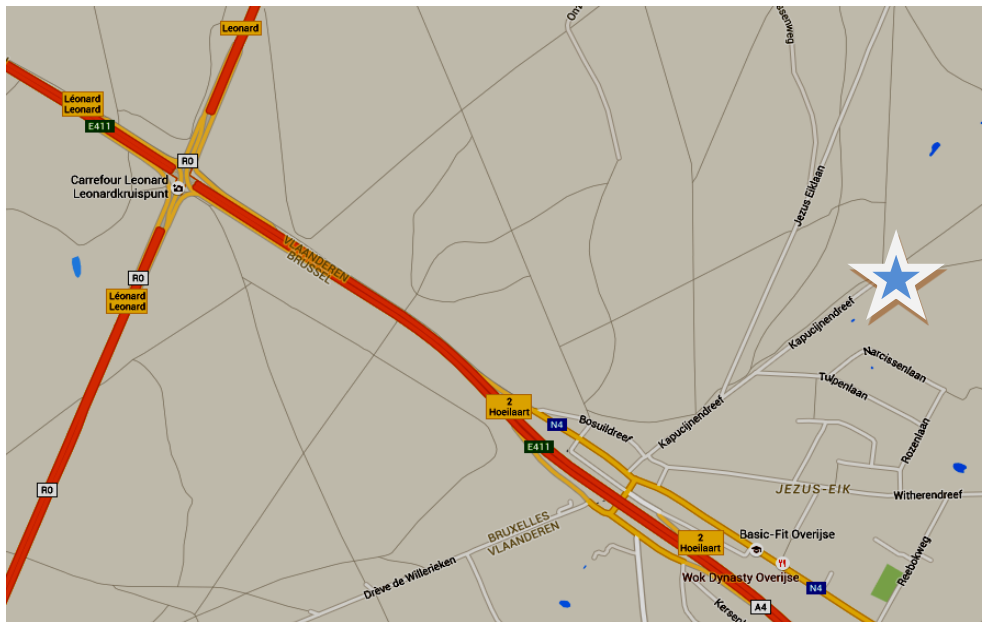 Leonard
Léonard
Leonard
E411
R0
Carrefour Leonard
Leonardkruispunt
VLAANDEREN
BRUSSEL
R0
Léonard
Leonard
Jezus Eiklaan
Kapucijnendreef
Narcissenlaan
Tulpenlaan
2
Hoeilaart
N4
Bosuildreef
Kapucijnendreef
E411
Rozenlaan
R0
JEZUS-EIK
Witherendreef
BRUXELLES
VLAANDEREN
2
Hoeilaart
Basic-Fit Overijse
Reebokweg
Dreve de Willerieken
Wok Dynasty Overijse
N4
A4